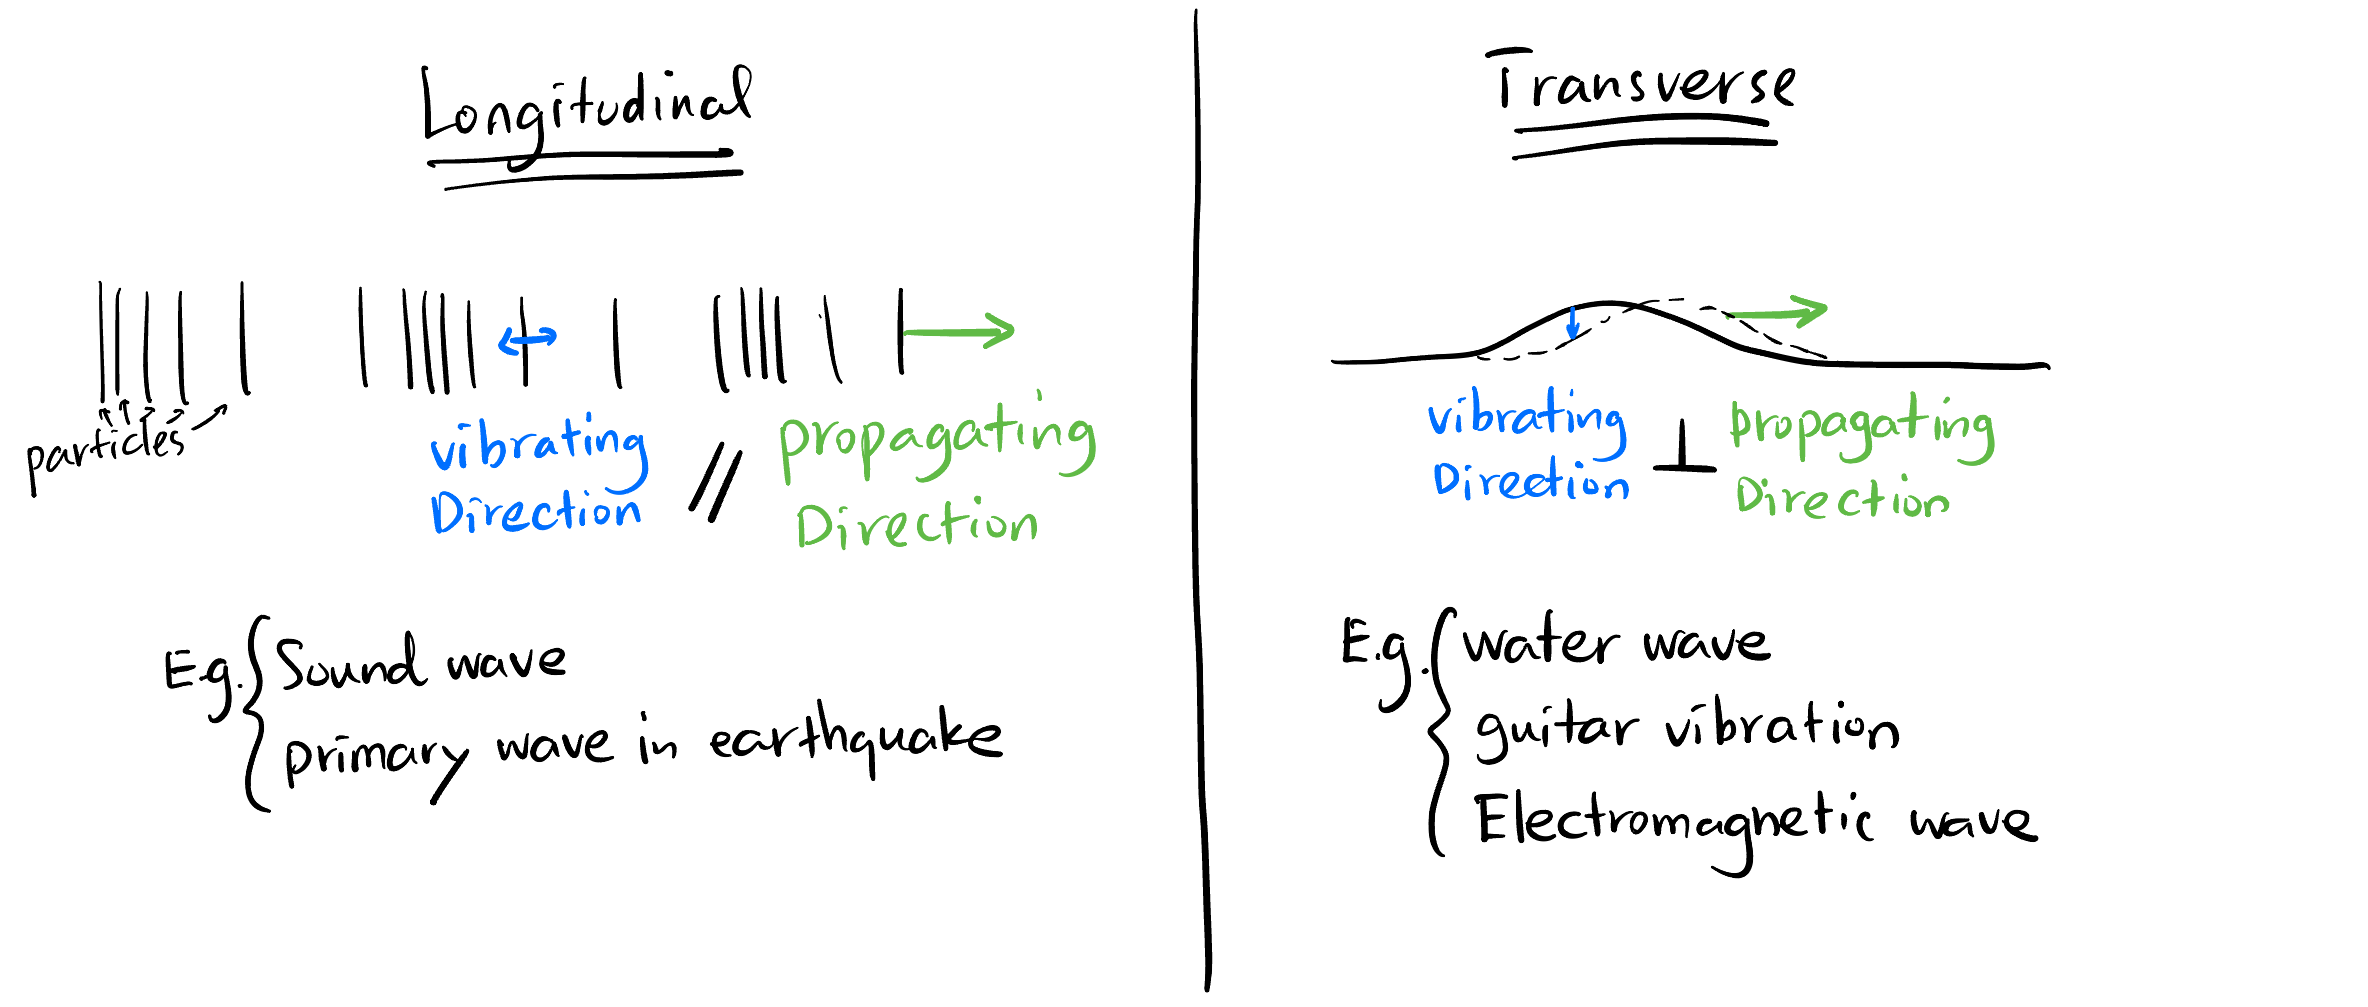 Longitudinal
particles
vibrating
Direction
//
propagating
Direction
E.g. { Sound wave
primary wave in earthquake
Transverse
vibrating
Direction
⊥
propagating
Direction
E.g. { water wave
guitar vibration
Electromagnetic wave